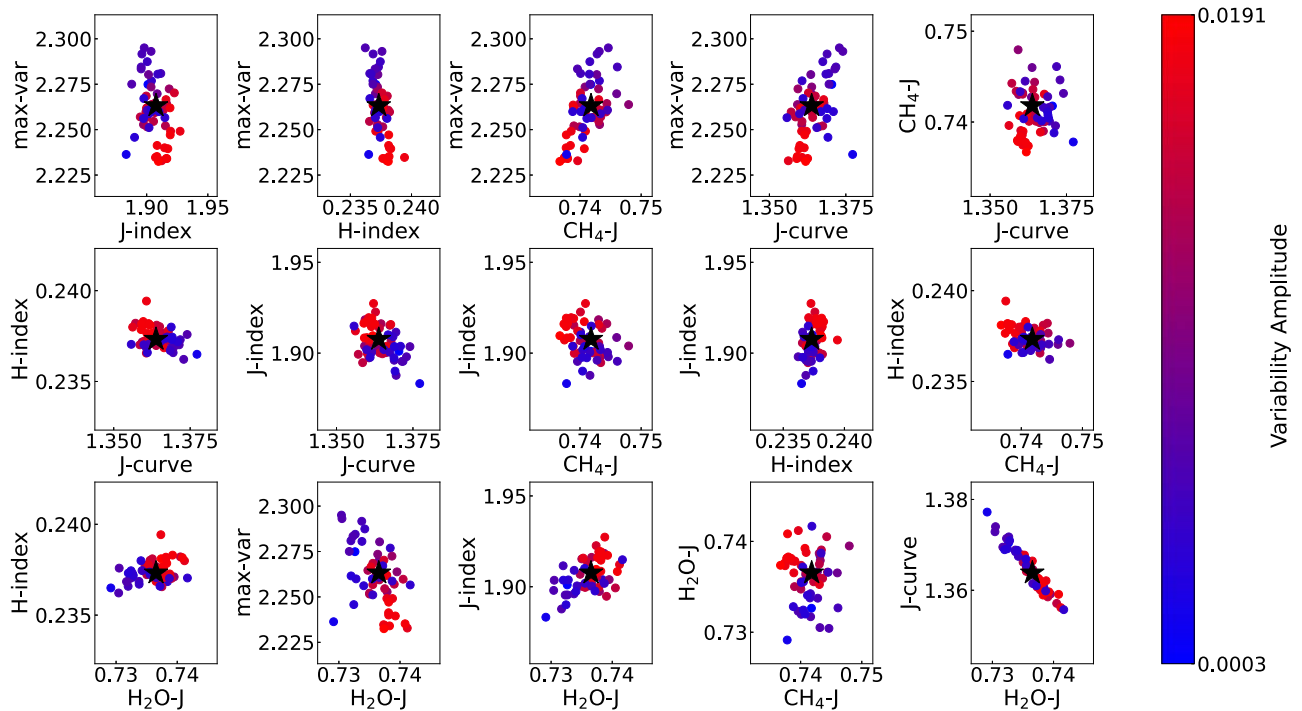 max-var
2.300
2.275
2.250
2.225
1.90
1.95
J-index
max-var
2.300
2.275
2.250
2.225
0.235
0.240
H-index
max-var
2.300
2.275
2.250
2.225
0.74
0.75
CH₄-J
max-var
2.300
2.275
2.250
2.225
1.350
1.375
J-curve
CH₄-J
0.75
0.74
1.350
1.375
J-curve
H-index
0.240
0.235
1.350
1.375
J-curve
J-index
1.95
1.90
1.350
1.375
J-curve
J-index
1.95
1.90
0.74
0.75
CH₄-J
J-index
1.95
1.90
0.235
0.240
H-index
H-index
0.240
0.235
0.74
0.75
CH₄-J
H-index
0.240
0.235
0.73
0.74
H₂O-J
max-var
2.300
2.275
2.250
2.225
0.73
0.74
H₂O-J
J-index
1.95
1.90
0.73
0.74
H₂O-J
H₂O-J
0.74
0.73
0.74
0.75
CH₄-J
J-curve
1.38
1.36
0.73
0.74
H₂O-J
0.0191
Variability Amplitude
0.0003